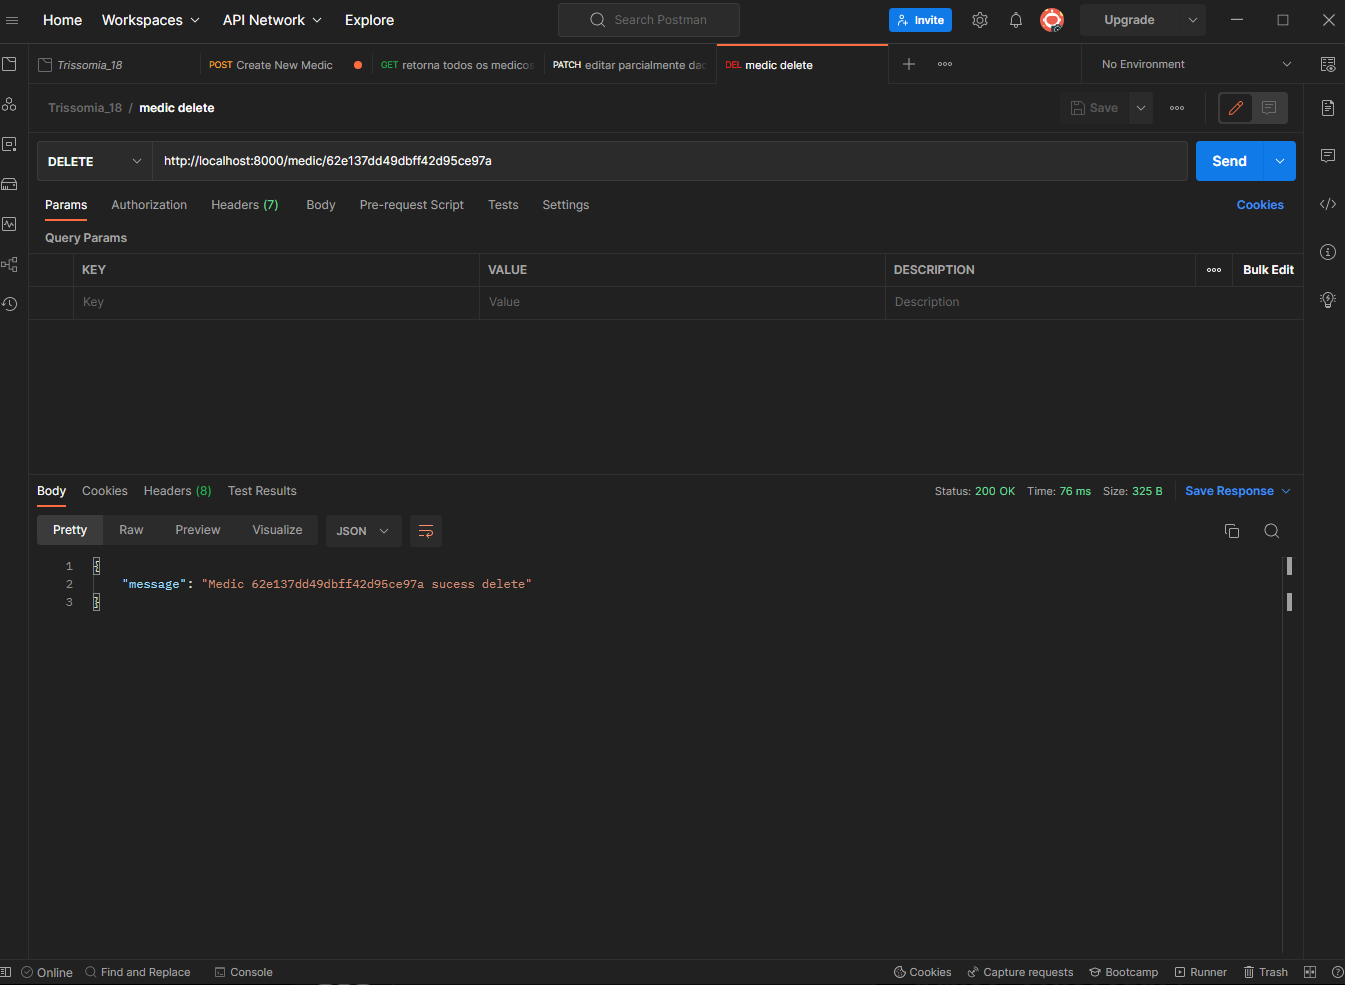 Home Workspaces API Network Explore Search Postman Invite Upgrade
Trissomia_18 POST Create New Medic GET retorna todos os medicos PATCH editar parcialmente dac DEL medic delete No Environment
Trissomia_18 / medic delete Save
DELETE http://localhost:8000/medic/62e137dd49dbff42d95ce97a Send
Params Authorization Headers (7) Body Pre-request Script Tests Settings Cookies
Query Params
KEY VALUE DESCRIPTION Bulk Edit
Key Value Description
Body Cookies Headers (8) Test Results Status: 200 OK Time: 76 ms Size: 325 B Save Response
Pretty Raw Preview Visualize JSON
1 {
2 "message": "Medic 62e137dd49dbff42d95ce97a sucess delete"
3 }
Online Find and Replace Console Cookies Capture requests Bootcamp Runner Trash